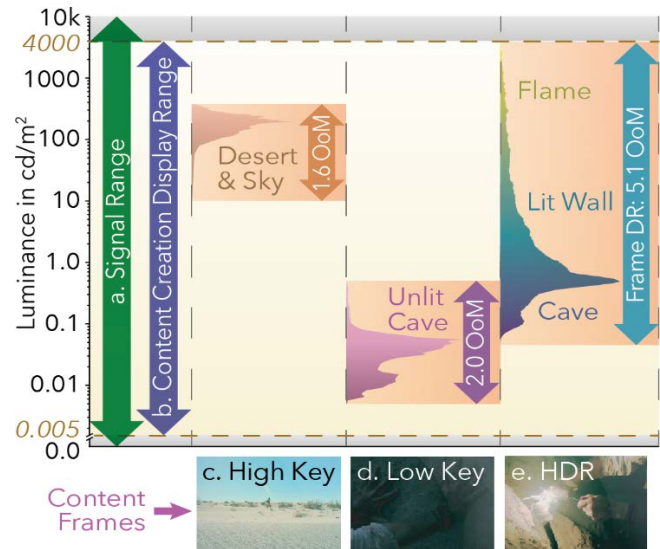 10k
4000
1000
100
10
1.0
0.1
0.01
0.005
0.0
Luminance in cd/m²
a. Signal Range
b. Content Creation Display Range
Desert
& Sky
1.6 OoM
Unlit
Cave
2.0 OoM
Flame
Lit Wall
Cave
Frame DR: 5.1 OoM
Content
Frames
c. High Key
d. Low Key
e. HDR